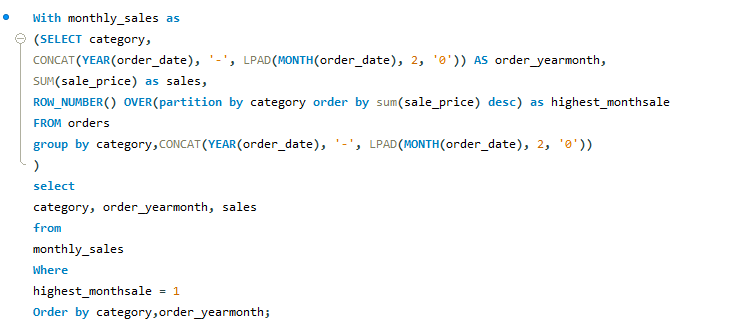 With monthly_sales as
(SELECT category,
CONCAT(YEAR(order_date), '-', LPAD(MONTH(order_date), 2, '0')) AS order_yearmonth,
SUM(sale_price) as sales,
ROW_NUMBER() OVER(partition by category order by sum(sale_price) desc) as highest_monthsale
FROM orders
group by category,CONCAT(YEAR(order_date), '-', LPAD(MONTH(order_date), 2, '0'))
)
select
category, order_yearmonth, sales
from
monthly_sales
Where
highest_monthsale = 1
Order by category,order_yearmonth;